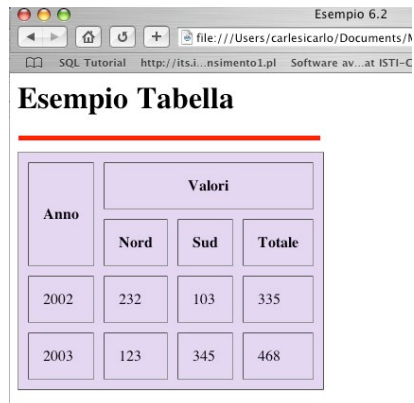 Esempio 6.2
file:///Users/carlesicarlo/Documents/
SQL Tutorial http://its.i...nsimento1.pl Software av...at ISTI-C
Esempio Tabella
Anno Valori
Nord Sud Totale
2002 232 103 335
2003 123 345 468